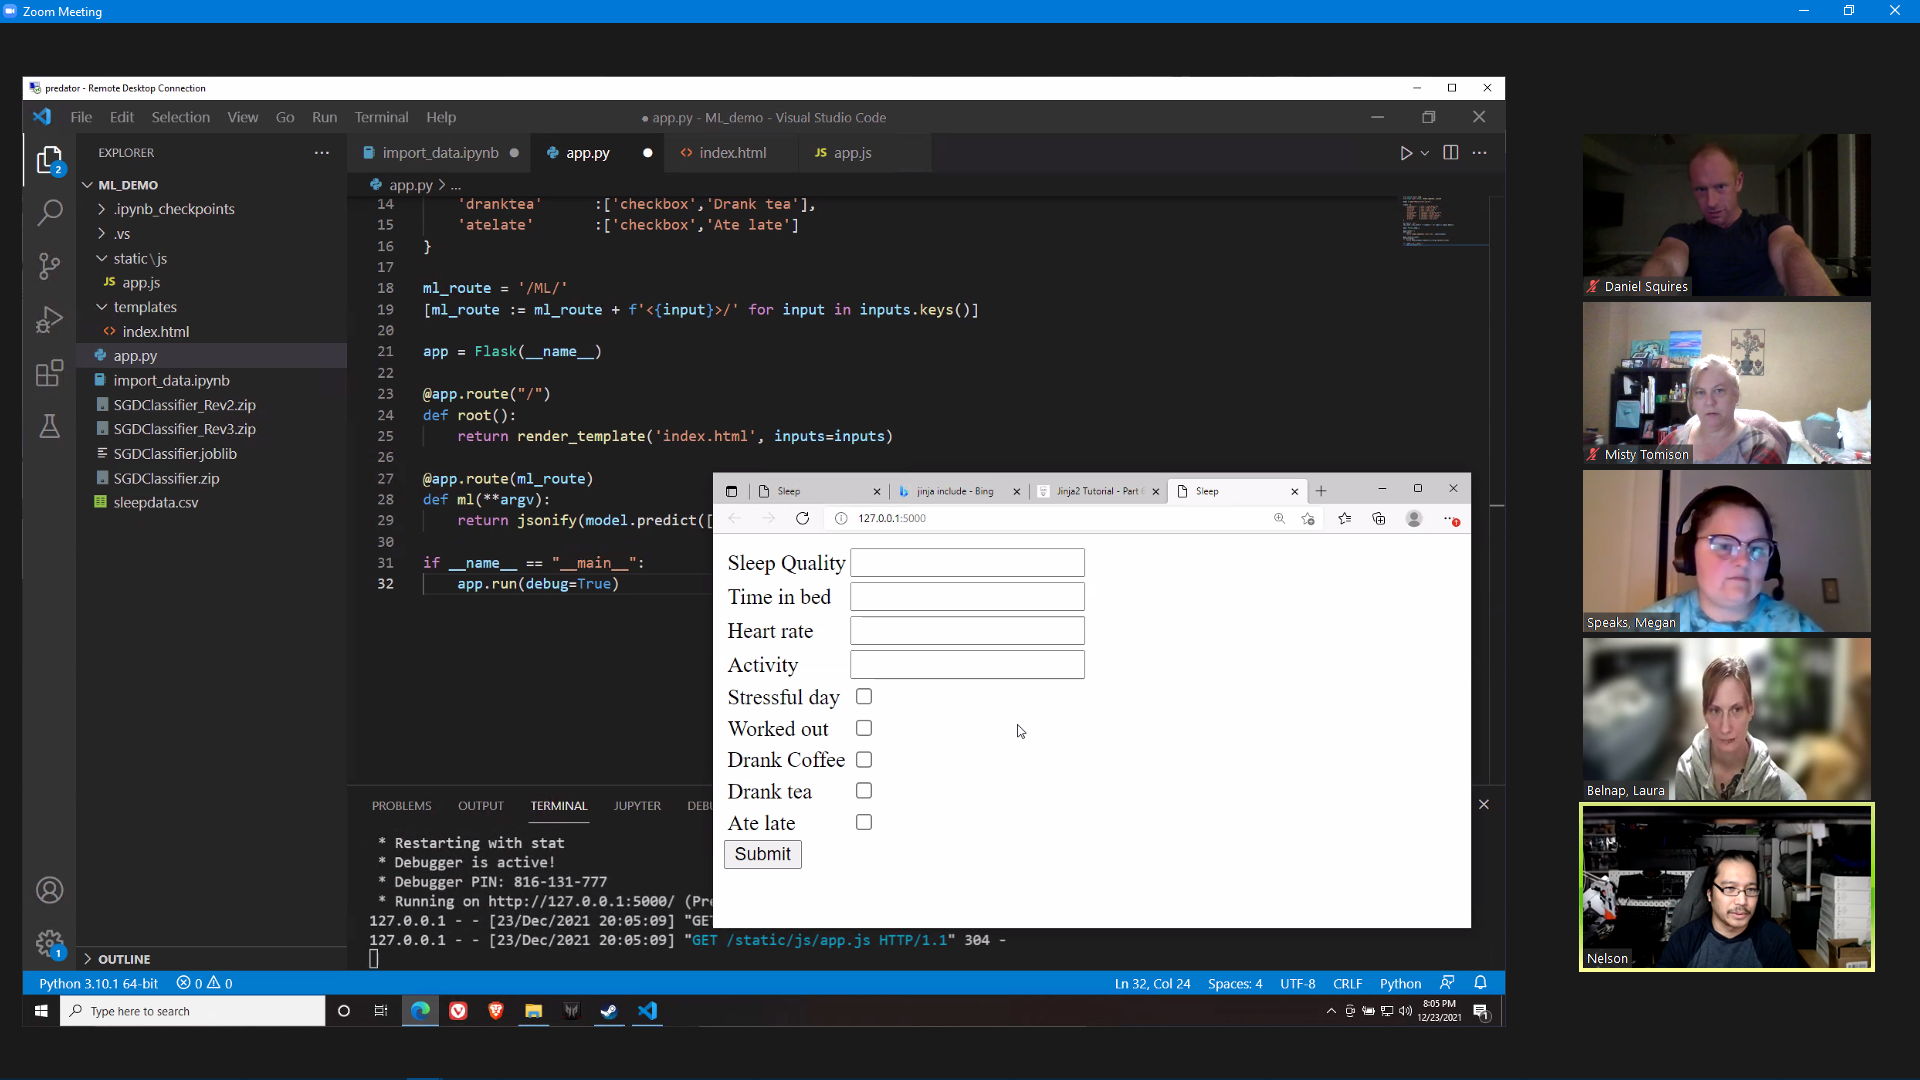 Zoom Meeting
predator - Remote Desktop Connection
File Edit Selection View Go Run Terminal Help
● app.py - ML_demo - Visual Studio Code
EXPLORER
2
ML_DEMO
.ipynb_checkpoints
.vs
static\js
JS app.js
templates
<> index.html
app.py
import_data.ipynb
SGDClassifier_Rev2.zip
SGDClassifier_Rev3.zip
SGDClassifier.joblib
SGDClassifier.zip
sleepdata.csv
OUTLINE
1
import_data.ipynb
app.py
<> index.html
JS app.js
app.py > ...
14 'dranktea' :['checkbox','Drank tea'],
15 'atelate' :['checkbox','Ate late']
16 }
17
18 ml_route = '/ML/'
19 [ml_route := ml_route + f'<{input}>/' for input in inputs.keys()]
20
21 app = Flask(__name__)
22
23 @app.route("/")
24 def root():
25 return render_template('index.html', inputs=inputs)
26
27 @app.route(ml_route)
28 def ml(**argv):
29 return jsonify(model.predict([
30
31 if __name__ == "__main__":
32 app.run(debug=True)
Sleep
jinja include - Bing
Jinja2 Tutorial - Part
Sleep
127.0.0.1:5000
Sleep Quality
Time in bed
Heart rate
Activity
Stressful day
Worked out
Drank Coffee
Drank tea
Ate late
Submit
PROBLEMS OUTPUT TERMINAL JUPYTER DEBU
* Restarting with stat
* Debugger is active!
* Debugger PIN: 816-131-777
* Running on http://127.0.0.1:5000/ (Pre
127.0.0.1 - - [23/Dec/2021 20:05:09] "GET
127.0.0.1 - - [23/Dec/2021 20:05:09] "GET /static/js/app.js HTTP/1.1" 304 -
Python 3.10.1 64-bit
0 0
Ln 32, Col 24
Spaces: 4
UTF-8
CRLF
Python
Type here to search
8:05 PM
12/23/2021
1
Daniel Squires
Misty Tomison
Speaks, Megan
Belnap, Laura
Nelson